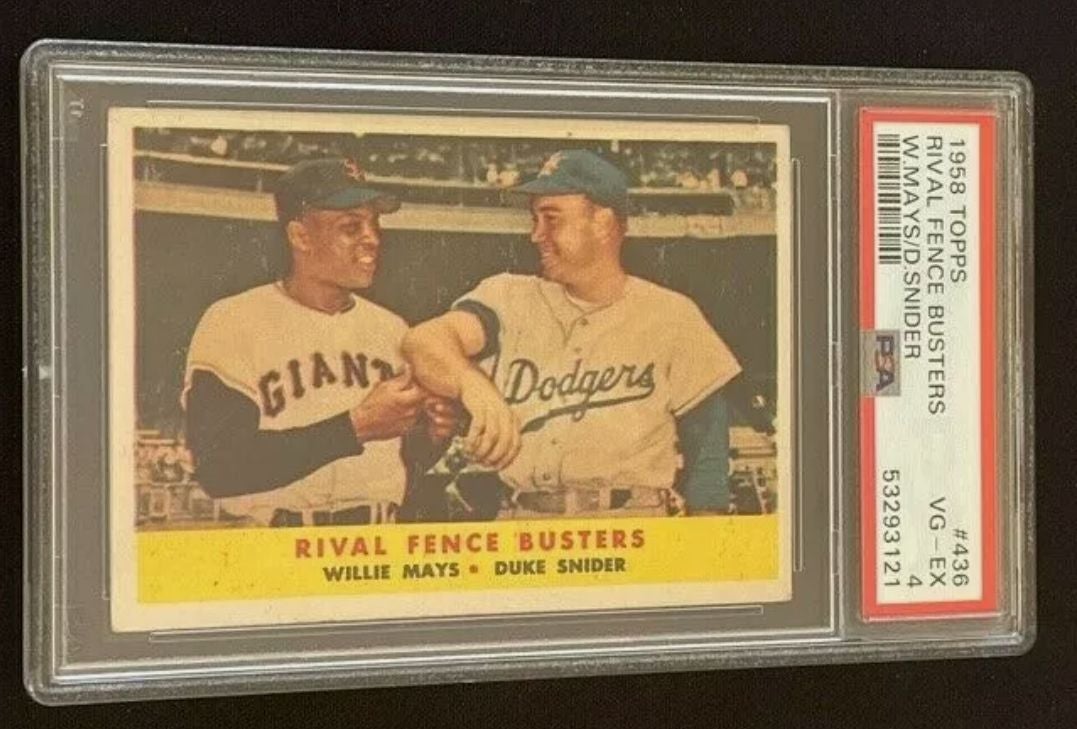 GIANT
Dodgers
RIVAL FENCE BUSTERS
WILLIE MAYS • DUKE SNIDER
1958 TOPPS #436
RIVAL FENCE BUSTERS VG-EX
W.MAYS/D.SNIDER 4
PSA
53293121